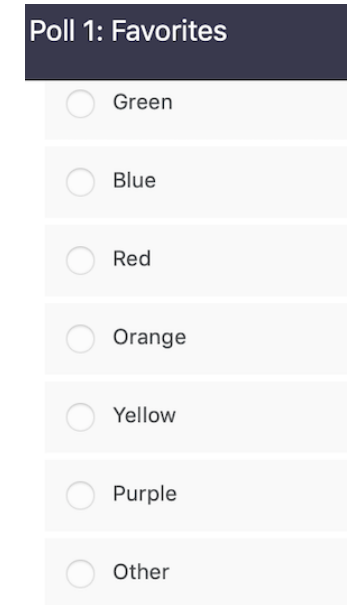 Poll 1: Favorites
Green
Blue
Red
Orange
Yellow
Purple
Other